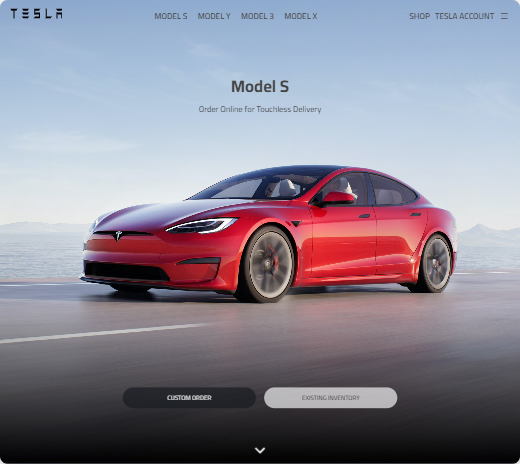 TESLA
MODEL S MODEL Y MODEL 3 MODEL X
SHOP TESLA ACCOUNT
Model S
Order Online for Touchless Delivery
CUSTOM ORDER
EXISTING INVENTORY